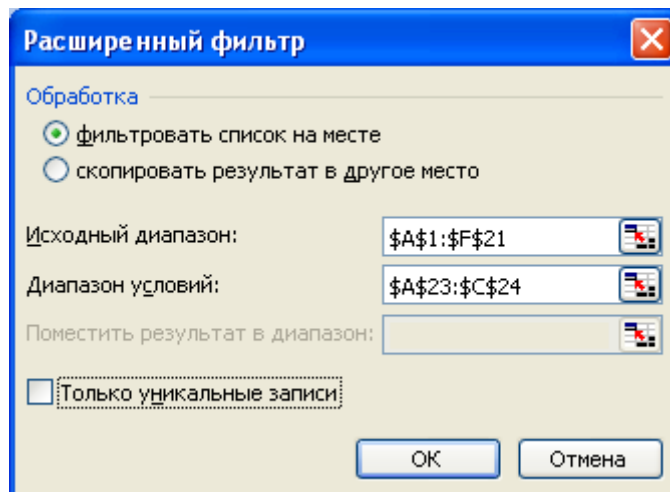 Расширенный фильтр
Обработка
фильтровать список на месте
скопировать результат в другое место
Исходный диапазон: $A$1:$F$21
Диапазон условий: $A$23:$C$24
Поместить результат в диапазон:
Только уникальные записи
ОК Отмена